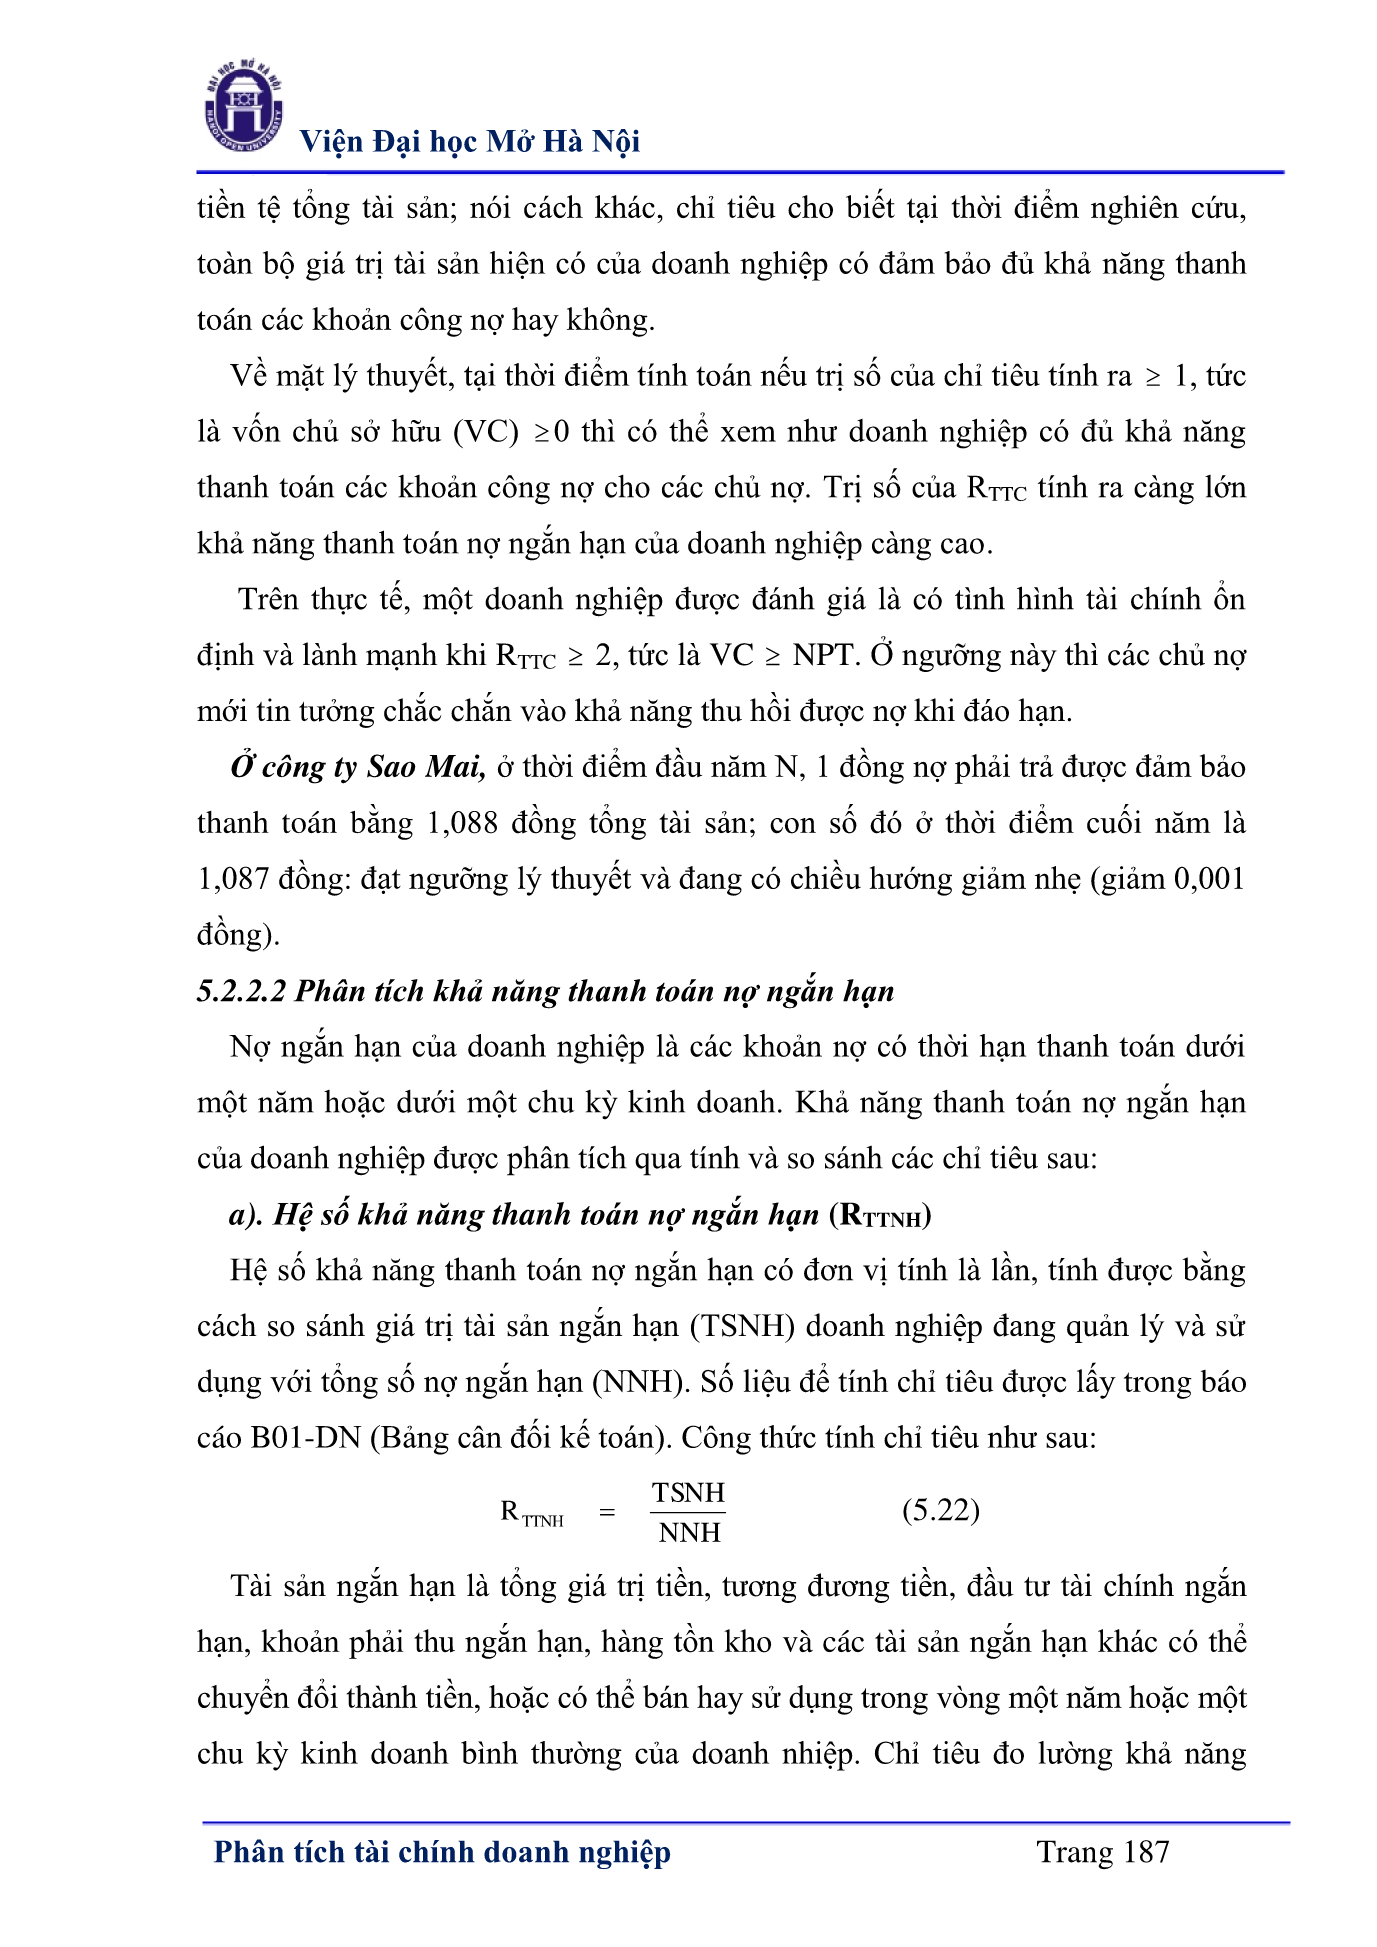 ĐẠI HỌC MỞ HÀ NỘI
HANOI OPEN UNIVERSITY
Viện Đại học Mở Hà Nội
tiền tệ tổng tài sản; nói cách khác, chỉ tiêu cho biết tại thời điểm nghiên cứu,
toàn bộ giá trị tài sản hiện có của doanh nghiệp có đảm bảo đủ khả năng thanh
toán các khoản công nợ hay không.
Về mặt lý thuyết, tại thời điểm tính toán nếu trị số của chỉ tiêu tính ra ≥ 1, tức
là vốn chủ sở hữu (VC) ≥0 thì có thể xem như doanh nghiệp có đủ khả năng
thanh toán các khoản công nợ cho các chủ nợ. Trị số của RTTC tính ra càng lớn
khả năng thanh toán nợ ngắn hạn của doanh nghiệp càng cao.
Trên thực tế, một doanh nghiệp được đánh giá là có tình hình tài chính ổn
định và lành mạnh khi RTTC ≥ 2, tức là VC ≥ NPT. Ở ngưỡng này thì các chủ nợ
mới tin tưởng chắc chắn vào khả năng thu hồi được nợ khi đáo hạn.
Ở công ty Sao Mai, ở thời điểm đầu năm N, 1 đồng nợ phải trả được đảm bảo
thanh toán bằng 1,088 đồng tổng tài sản; con số đó ở thời điểm cuối năm là
1,087 đồng: đạt ngưỡng lý thuyết và đang có chiều hướng giảm nhẹ (giảm 0,001
đồng).
5.2.2.2 Phân tích khả năng thanh toán nợ ngắn hạn
Nợ ngắn hạn của doanh nghiệp là các khoản nợ có thời hạn thanh toán dưới
một năm hoặc dưới một chu kỳ kinh doanh. Khả năng thanh toán nợ ngắn hạn
của doanh nghiệp được phân tích qua tính và so sánh các chỉ tiêu sau:
a). Hệ số khả năng thanh toán nợ ngắn hạn (RTTNH)
Hệ số khả năng thanh toán nợ ngắn hạn có đơn vị tính là lần, tính được bằng
cách so sánh giá trị tài sản ngắn hạn (TSNH) doanh nghiệp đang quản lý và sử
dụng với tổng số nợ ngắn hạn (NNH). Số liệu để tính chỉ tiêu được lấy trong báo
cáo B01-DN (Bảng cân đối kế toán). Công thức tính chỉ tiêu như sau:
RTTNH = TSNH / NNH (5.22)
Tài sản ngắn hạn là tổng giá trị tiền, tương đương tiền, đầu tư tài chính ngắn
hạn, khoản phải thu ngắn hạn, hàng tồn kho và các tài sản ngắn hạn khác có thể
chuyển đổi thành tiền, hoặc có thể bán hay sử dụng trong vòng một năm hoặc một
chu kỳ kinh doanh bình thường của doanh nhiệp. Chỉ tiêu đo lường khả năng
Phân tích tài chính doanh nghiệp Trang 187